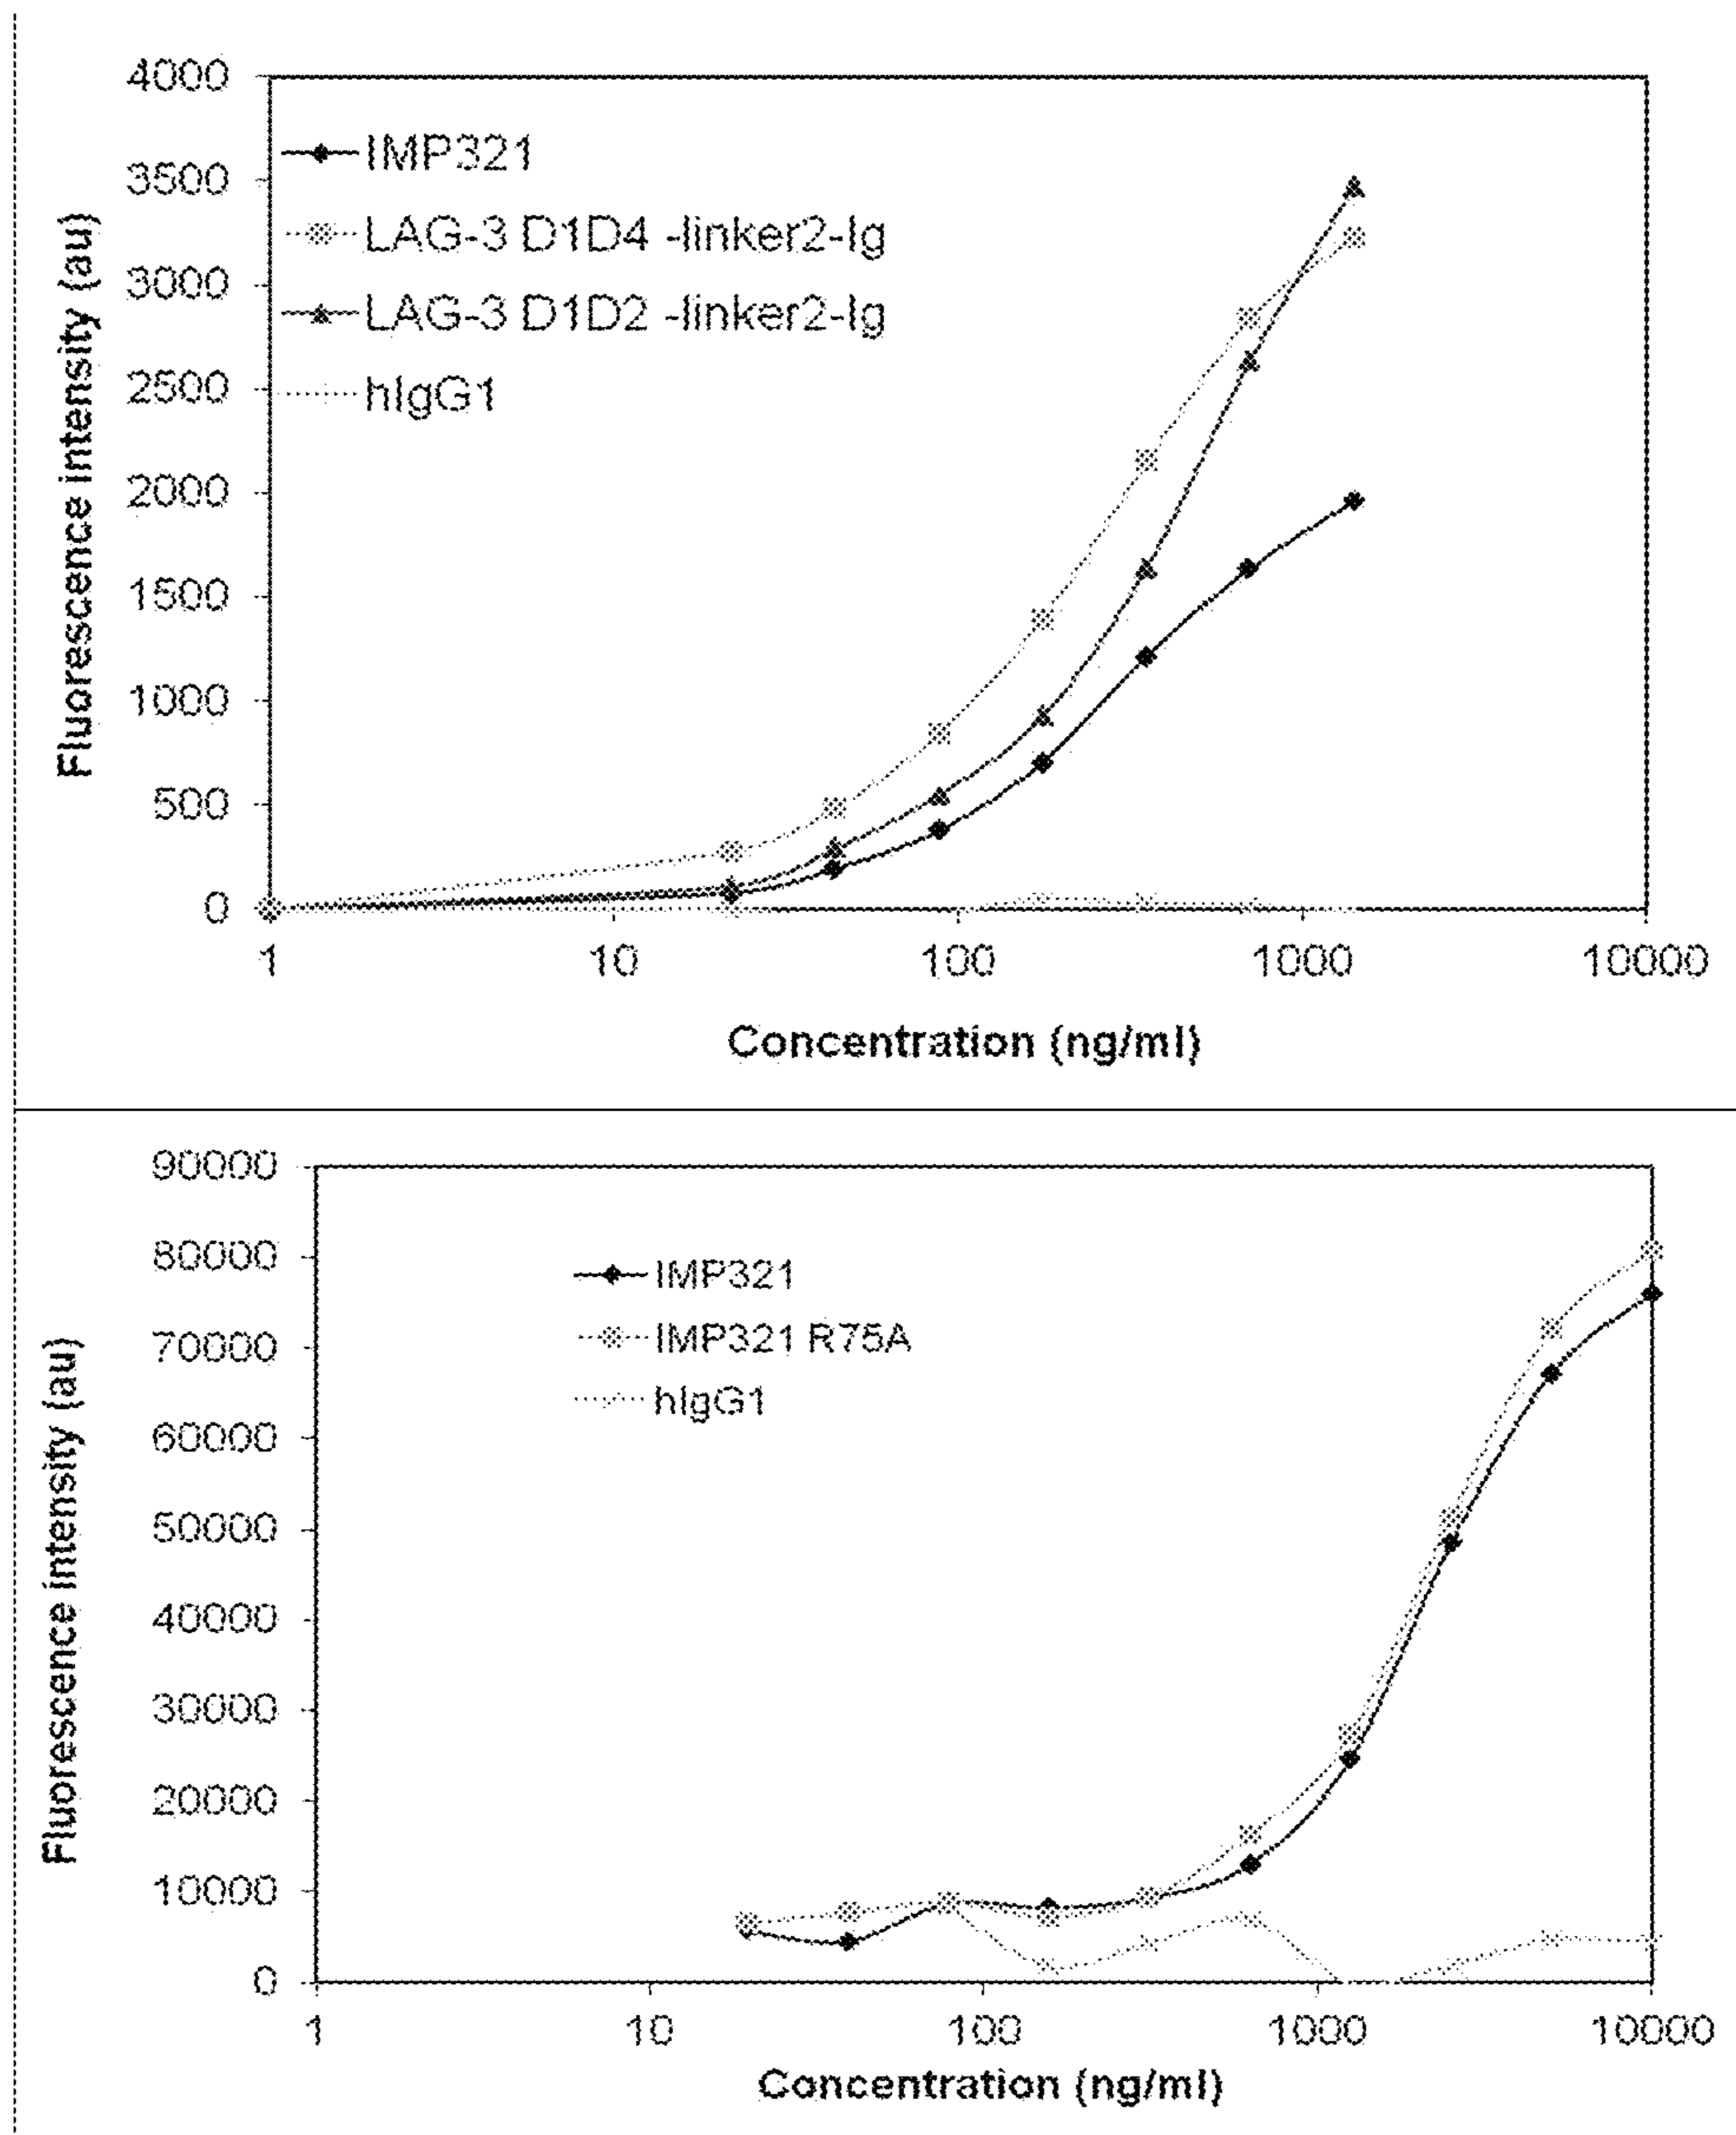 4000
3500
3000
2500
2000
1500
1000
500
0
Fluorescence intensity (au)
IMP321
LAG-3 D1D4 -linker2-Ig
LAG-3 D1D2 -linker2-Ig
hIgG1
1 10 100 1000 10000
Concentration (ng/ml)
90000
80000
70000
60000
50000
40000
30000
20000
10000
0
Fluorescence intensity (au)
IMP321
IMP321 R75A
hIgG1
1 10 100 1000 10000
Concentration (ng/ml)